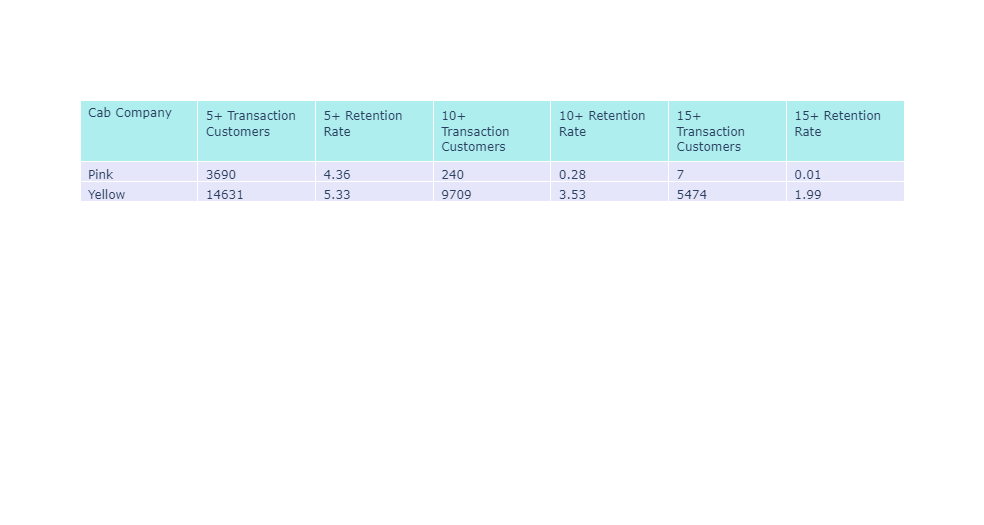 Cab Company 5+ Transaction Customers 5+ Retention Rate 10+ Transaction Customers 10+ Retention Rate 15+ Transaction Customers 15+ Retention Rate
Pink 3690 4.36 240 0.28 7 0.01
Yellow 14631 5.33 9709 3.53 5474 1.99